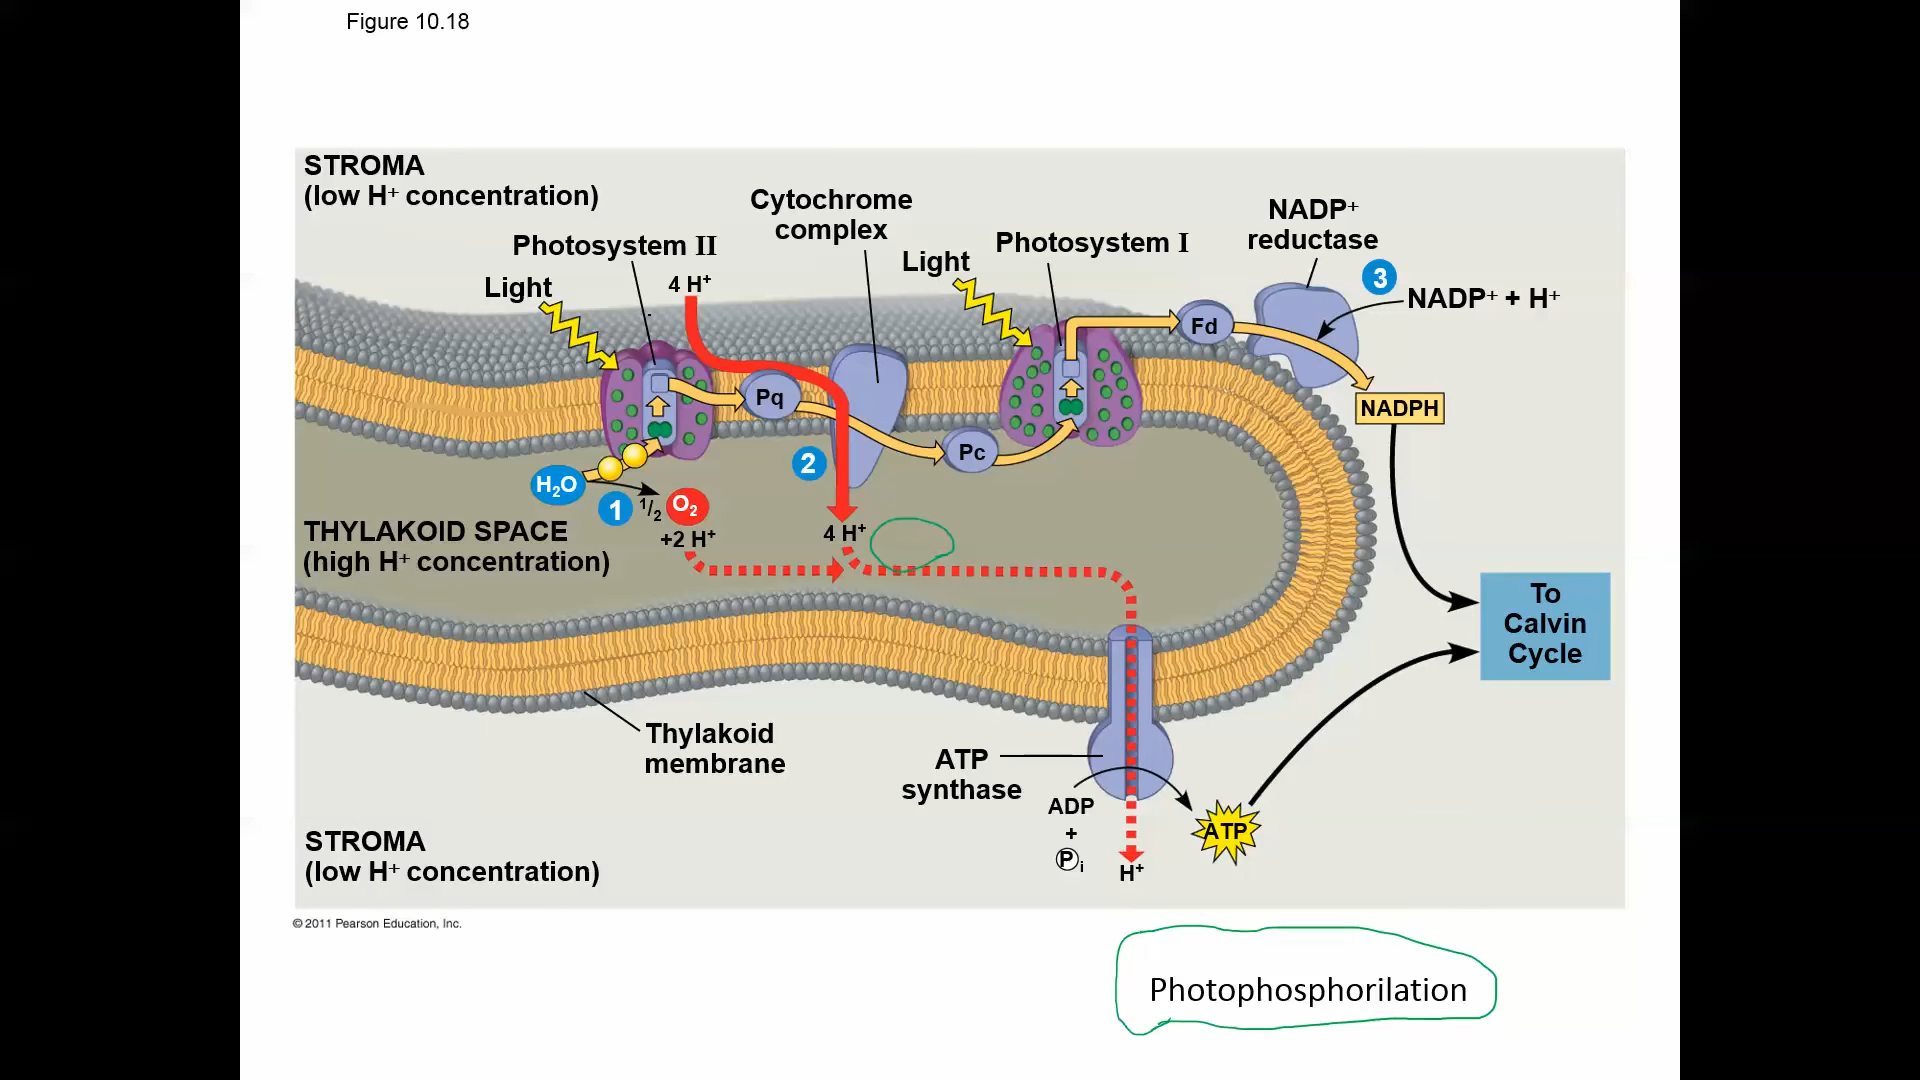 Figure 10.18
STROMA
(low H⁺ concentration)
Cytochrome
complex
NADP⁺
reductase
Photosystem II
Photosystem I
Light
4 H⁺
Light
3
NADP⁺ + H⁺
Fd
Pq
NADPH
Pc
2
H₂O
1
1/2 O₂
+2 H⁺
4 H⁺
THYLAKOID SPACE
(high H⁺ concentration)
To
Calvin
Cycle
Thylakoid
membrane
ATP
synthase
ADP
+
Pᵢ
ATP
H⁺
STROMA
(low H⁺ concentration)
© 2011 Pearson Education, Inc.
Photophosphorilation